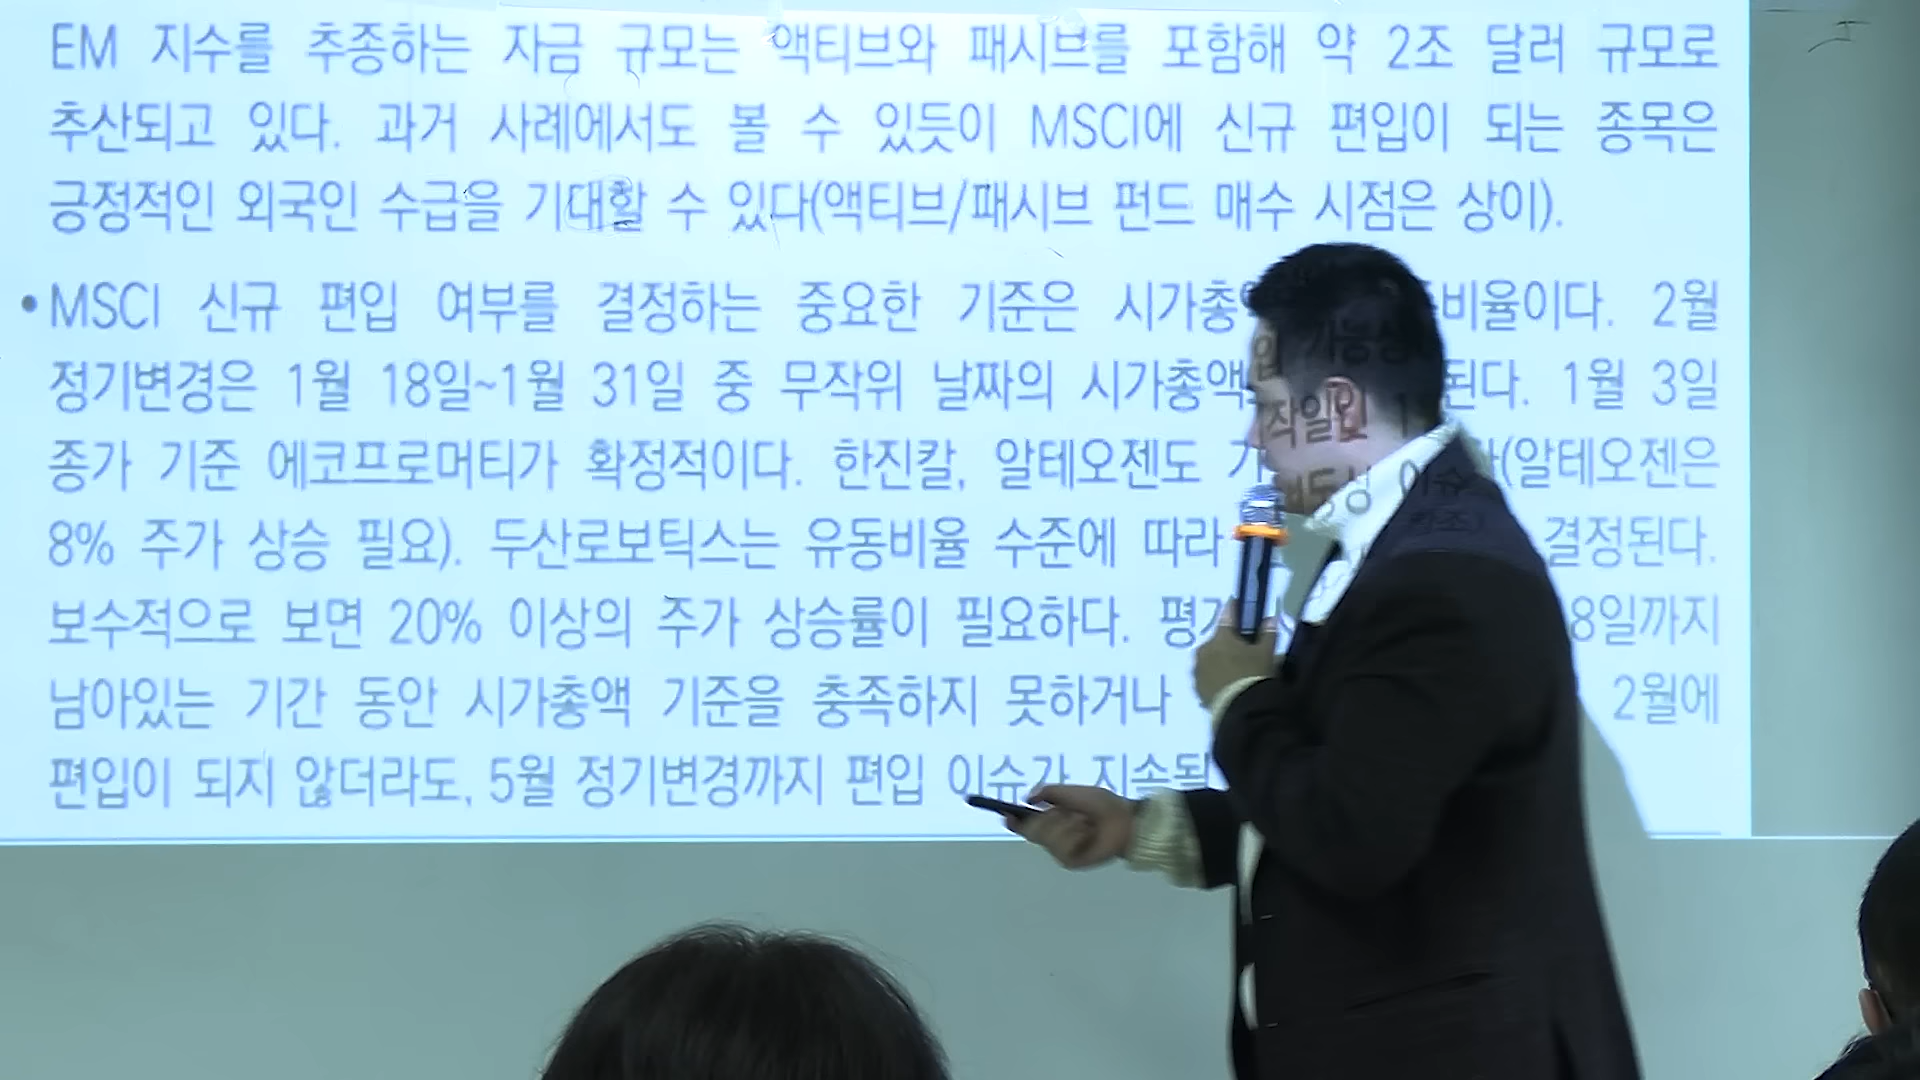 EM 지수를 추종하는 자금 규모는 액티브와 패시브를 포함해 약 2조 달러 규모로
추산되고 있다. 과거 사례에서도 볼 수 있듯이 MSCI에 신규 편입이 되는 종목은
긍정적인 외국인 수급을 기대할 수 있다(액티브/패시브 펀드 매수 시점은 상이).
•MSCI 신규 편입 여부를 결정하는 중요한 기준은 시가총 비율이다. 2월
정기변경은 1월 18일~1월 31일 중 무작위 날짜의 시가총액 된다. 1월 3일
종가 기준 에코프로머티가 확정적이다. 한진칼, 알테오젠도 가능성 (알테오젠은
8% 주가 상승 필요). 두산로보틱스는 유동비율 수준에 따라 결정된다.
보수적으로 보면 20% 이상의 주가 상승률이 필요하다. 8일까지
남아있는 기간 동안 시가총액 기준을 충족하지 못하거나 2월에
편입이 되지 않더라도, 5월 정기변경까지 편입 이슈가 지속될